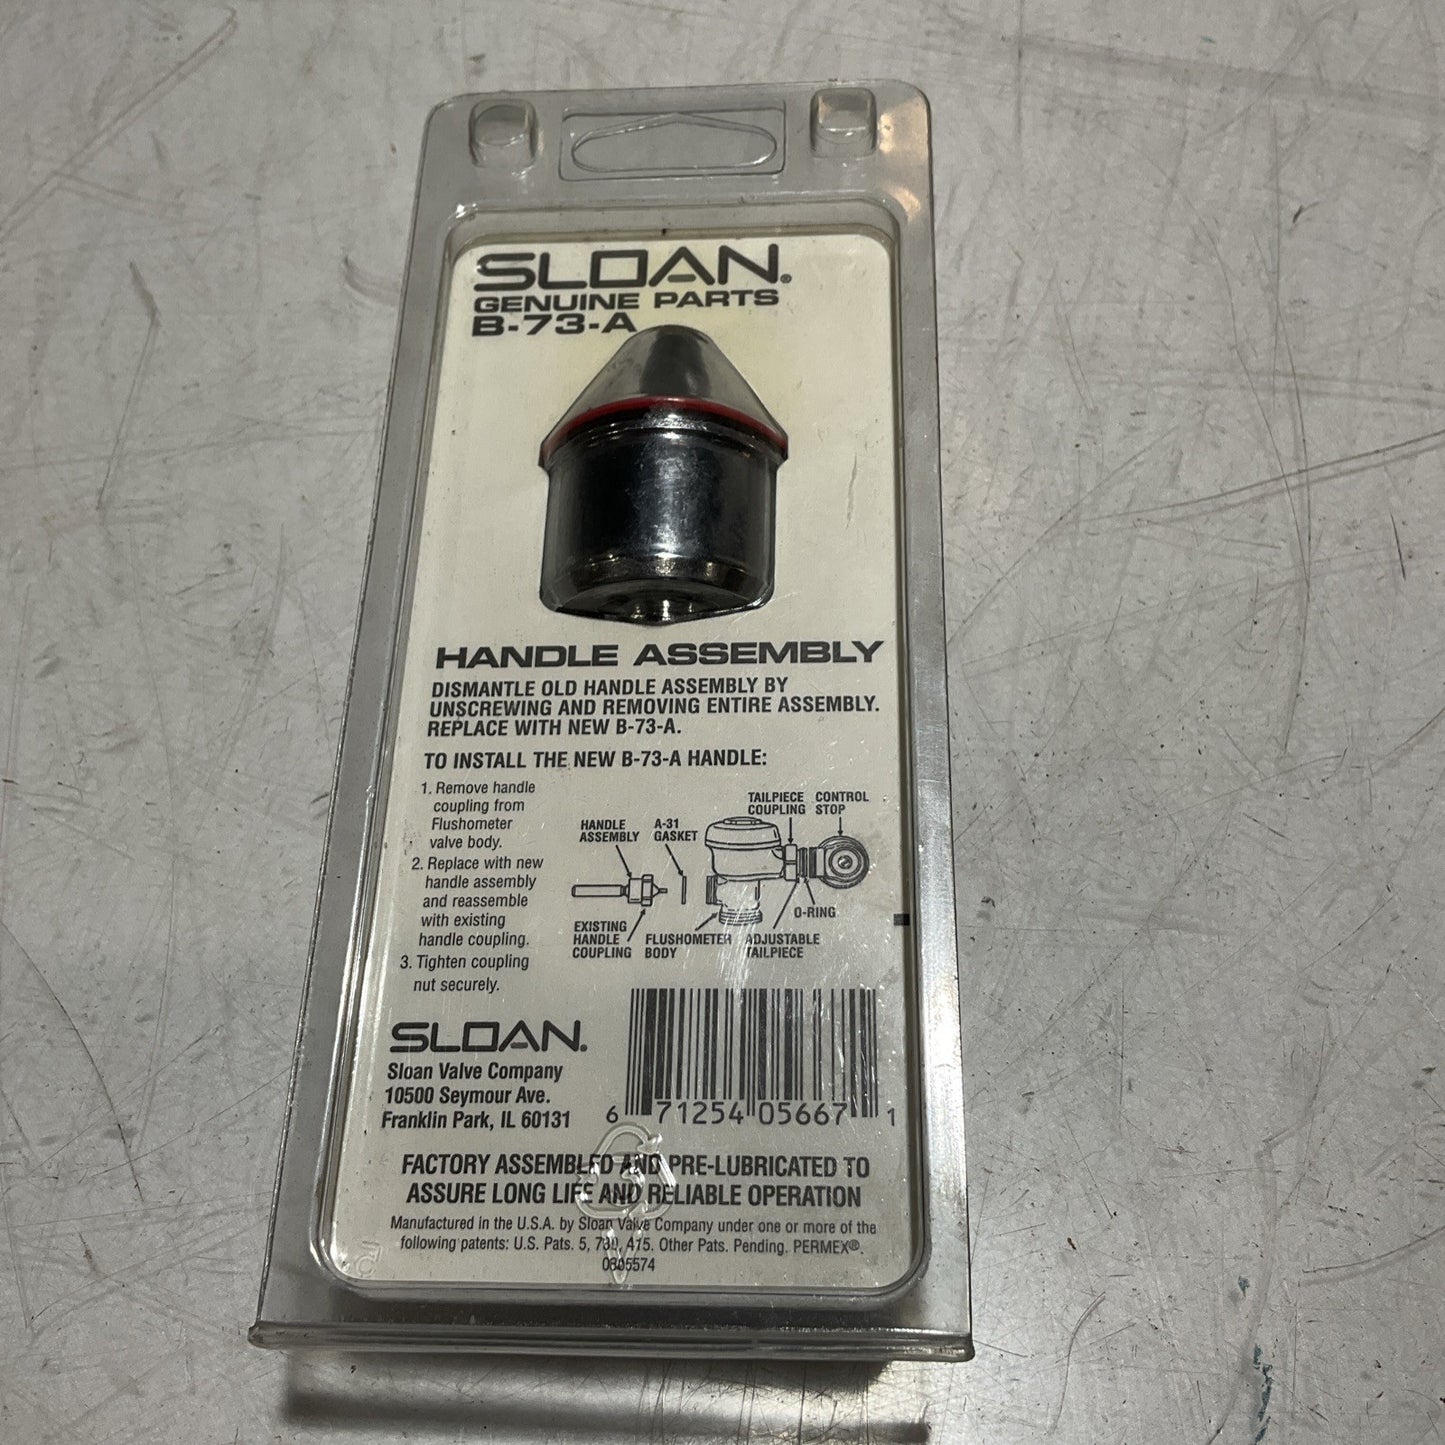 SLOAN®
GENUINE PARTS
B-73-A
HANDLE ASSEMBLY
DISMANTLE OLD HANDLE ASSEMBLY BY
UNSCREWING AND REMOVING ENTIRE ASSEMBLY.
REPLACE WITH NEW B-73-A.
TO INSTALL THE NEW B-73-A HANDLE:
1. Remove handle
coupling from
Flushometer
valve body.
2. Replace with new
handle assembly
and reassemble
with existing
handle coupling.
3. Tighten coupling
nut securely.
TAILPIECE
COUPLING
CONTROL
STOP
HANDLE
ASSEMBLY
A-31
GASKET
O-RING
EXISTING
HANDLE
COUPLING
FLUSHOMETER
BODY
ADJUSTABLE
TAILPIECE
SLOAN®
Sloan Valve Company
10500 Seymour Ave.
Franklin Park, IL 60131
6 71254 05667 1
FACTORY ASSEMBLED AND PRE-LUBRICATED TO
ASSURE LONG LIFE AND RELIABLE OPERATION
Manufactured in the U.S.A. by Sloan Valve Company under one or more of the
following patents: U.S. Pats. 5, 730, 415. Other Pats. Pending. PERMEX®.
0305574